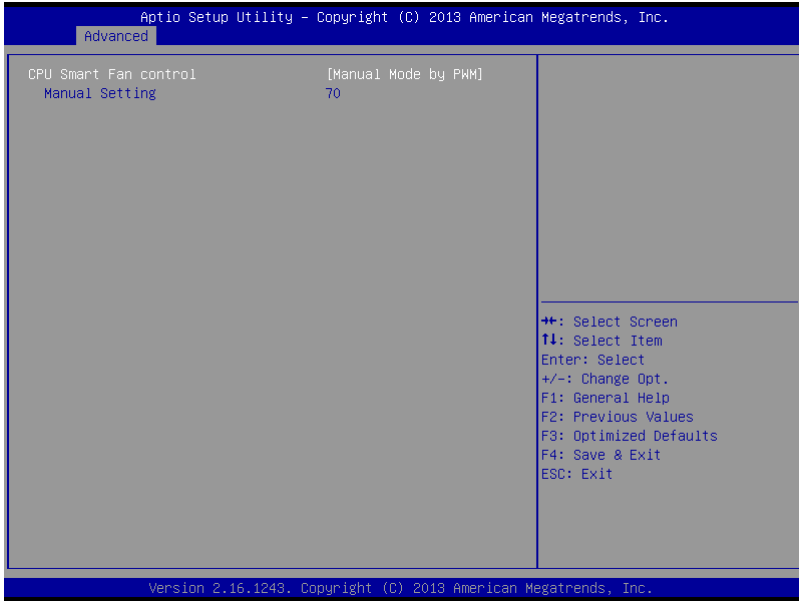 Aptio Setup Utility – Copyright (C) 2013 American Megatrends, Inc.
Advanced
CPU Smart Fan control [Manual Mode by PWM]
Manual Setting 70
→←: Select Screen
↑↓: Select Item
Enter: Select
+/-: Change Opt.
F1: General Help
F2: Previous Values
F3: Optimized Defaults
F4: Save & Exit
ESC: Exit
Version 2.16.1243. Copyright (C) 2013 American Megatrends, Inc.